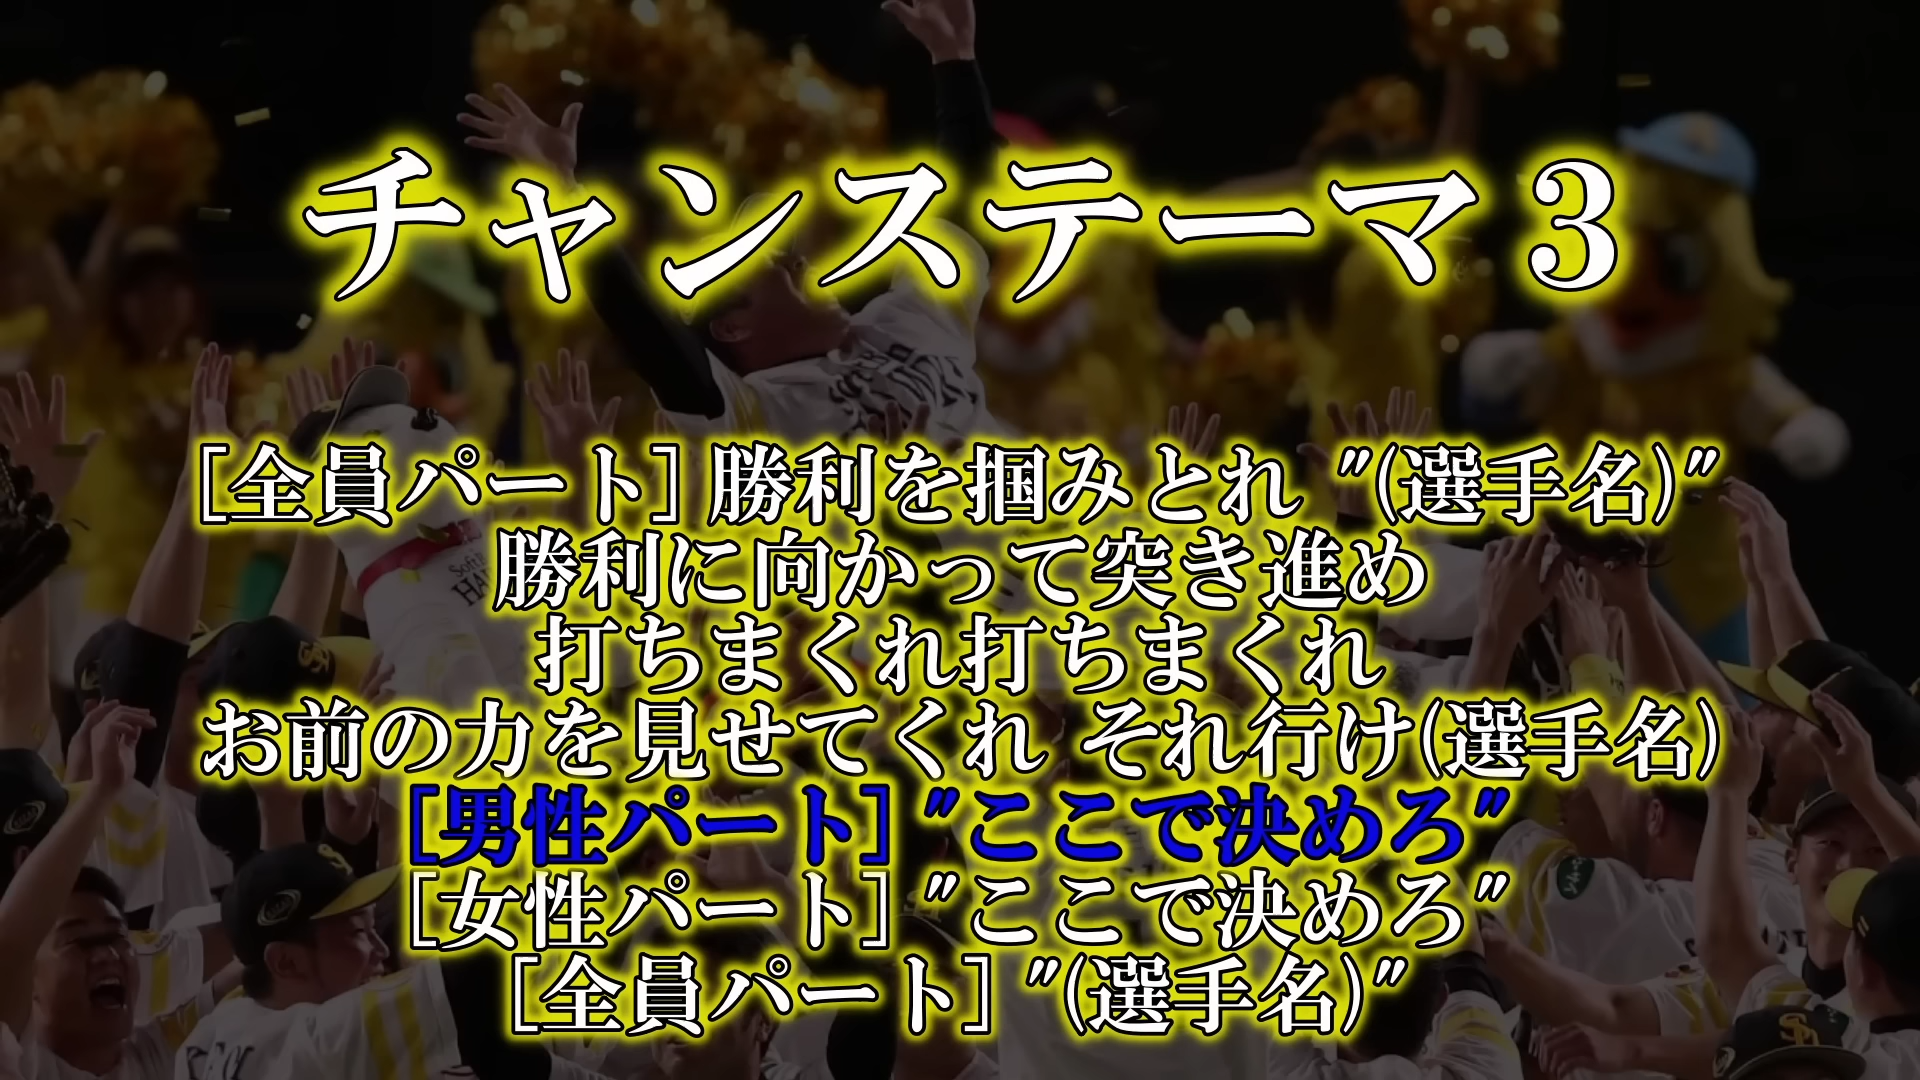 チャンステーマ３
[全員パート] 勝利を掴みとれ "(選手名)"
勝利に向かって突き進め
打ちまくれ打ちまくれ
お前の力を見せてくれ それ行け(選手名)
[男性パート] "ここで決めろ"
[女性パート] "ここで決めろ"
[全員パート] "(選手名)"